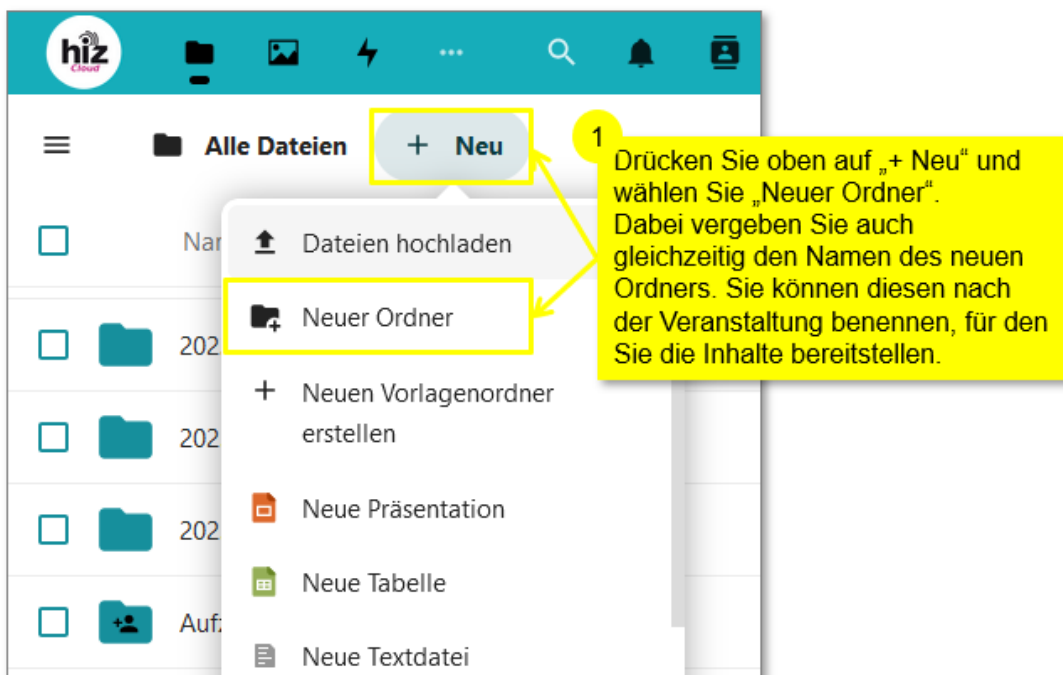 hiz
Cloud
Alle Dateien
+ Neu
1
Drücken Sie oben auf „+ Neu“ und
wählen Sie „Neuer Ordner“.
Dabei vergeben Sie auch
gleichzeitig den Namen des neuen
Ordners. Sie können diesen nach
der Veranstaltung benennen, für den
Sie die Inhalte bereitstellen.
Dateien hochladen
Neuer Ordner
202
Neuen Vorlagenordner
erstellen
202
Neue Präsentation
202
Neue Tabelle
Neue Textdatei